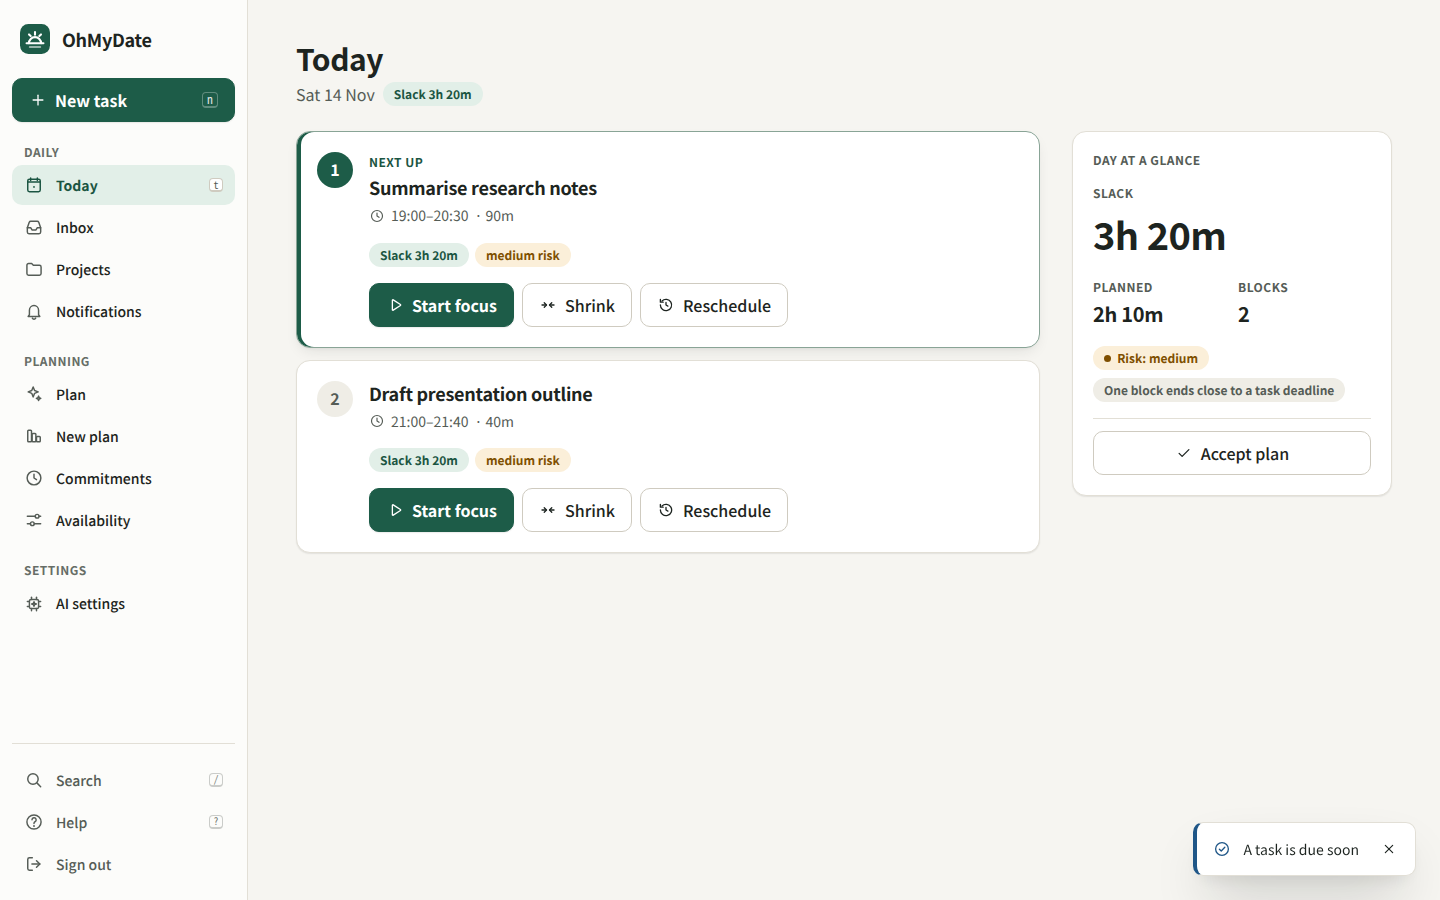 OhMyDate
New task n
DAILY
Today t
Inbox
Projects
Notifications
PLANNING
Plan
New plan
Commitments
Availability
SETTINGS
AI settings
Search /
Help ?
Sign out
Today
Sat 14 Nov Slack 3h 20m
1
NEXT UP
Summarise research notes
19:00–20:30 · 90m
Slack 3h 20m medium risk
Start focus Shrink Reschedule
2
Draft presentation outline
21:00–21:40 · 40m
Slack 3h 20m medium risk
Start focus Shrink Reschedule
DAY AT A GLANCE
SLACK
3h 20m
PLANNED BLOCKS
2h 10m 2
Risk: medium
One block ends close to a task deadline
Accept plan
A task is due soon